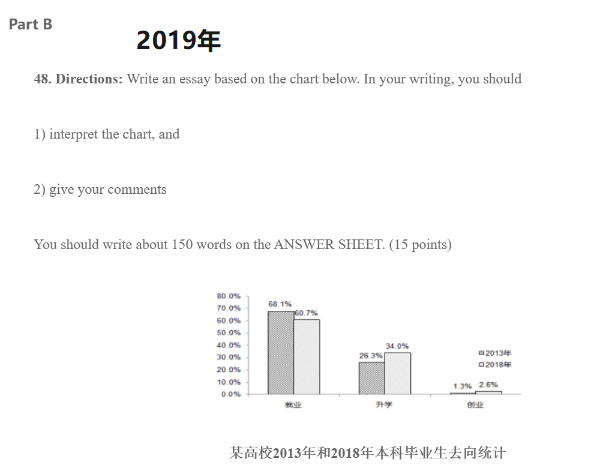 Part B
2019年
48. Directions: Write an essay based on the chart below. In your writing, you should
1) interpret the chart, and
2) give your comments
You should write about 150 words on the ANSWER SHEET. (15 points)
80.0%
70.0%
60.0%
50.0%
40.0%
30.0%
20.0%
10.0%
0.0%
68.1%
60.7%
26.3%
34.0%
1.3%
2.6%
2013年
2018年
就业
升学
创业
某高校2013年和2018年本科毕业生去向统计